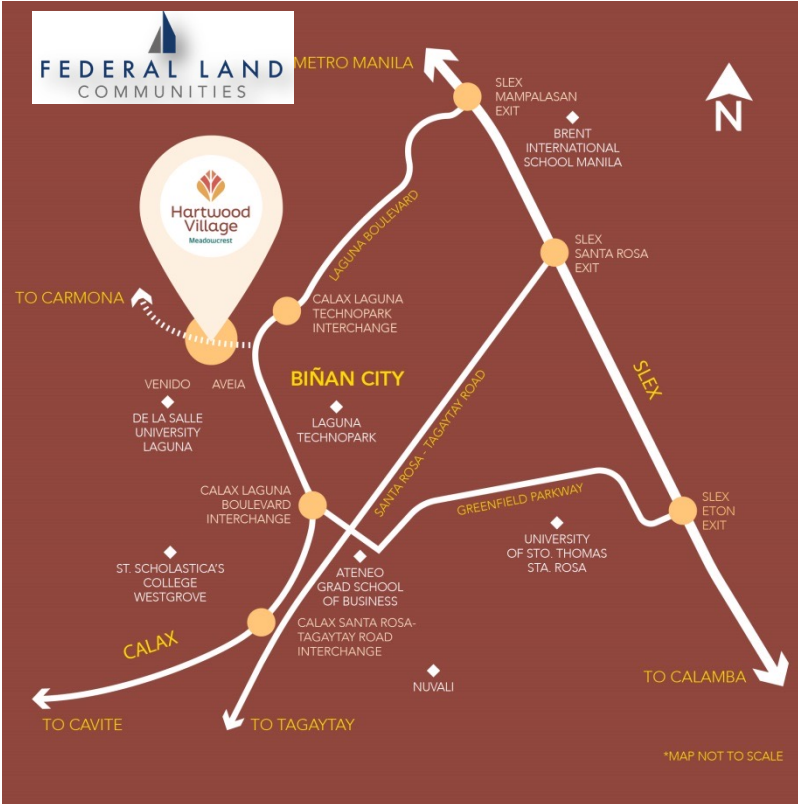 FEDERAL LAND
COMMUNITIES
METRO MANILA
SLEX
MAMPALASAN
EXIT
N
BRENT
INTERNATIONAL
SCHOOL MANILA
Hartwood
Village
Meadowcrest
LAGUNA BOULEVARD
SLEX
SANTA ROSA
EXIT
TO CARMONA
CALAX LAGUNA
TECHNOPARK
INTERCHANGE
VENIDO AVEIA
BIÑAN CITY
SLEX
DE LA SALLE
UNIVERSITY
LAGUNA
LAGUNA
TECHNOPARK
SANTA ROSA - TAGAYTAY ROAD
CALAX LAGUNA
BOULEVARD
INTERCHANGE
GREENFIELD PARKWAY
SLEX
ETON
EXIT
UNIVERSITY
OF STO. THOMAS
STA. ROSA
ST. SCHOLASTICA'S
COLLEGE
WESTGROVE
ATENEO
GRAD SCHOOL
OF BUSINESS
CALAX
CALAX SANTA ROSA-
TAGAYTAY ROAD
INTERCHANGE
NUVALI
TO CALAMBA
TO CAVITE
TO TAGAYTAY
*MAP NOT TO SCALE